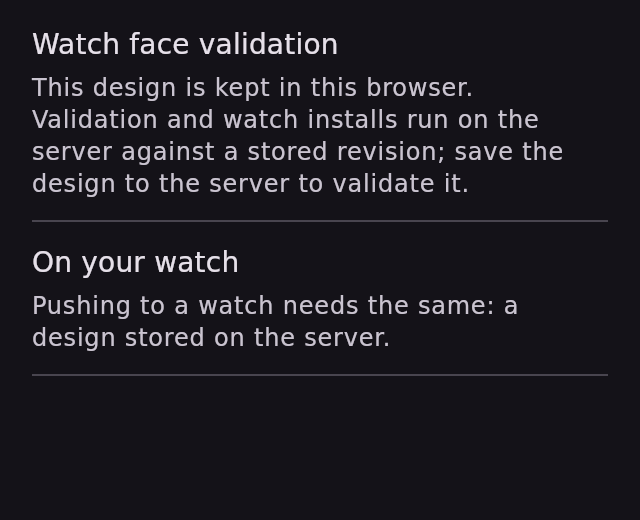 Watch face validation
This design is kept in this browser.
Validation and watch installs run on the
server against a stored revision; save the
design to the server to validate it.
On your watch
Pushing to a watch needs the same: a
design stored on the server.